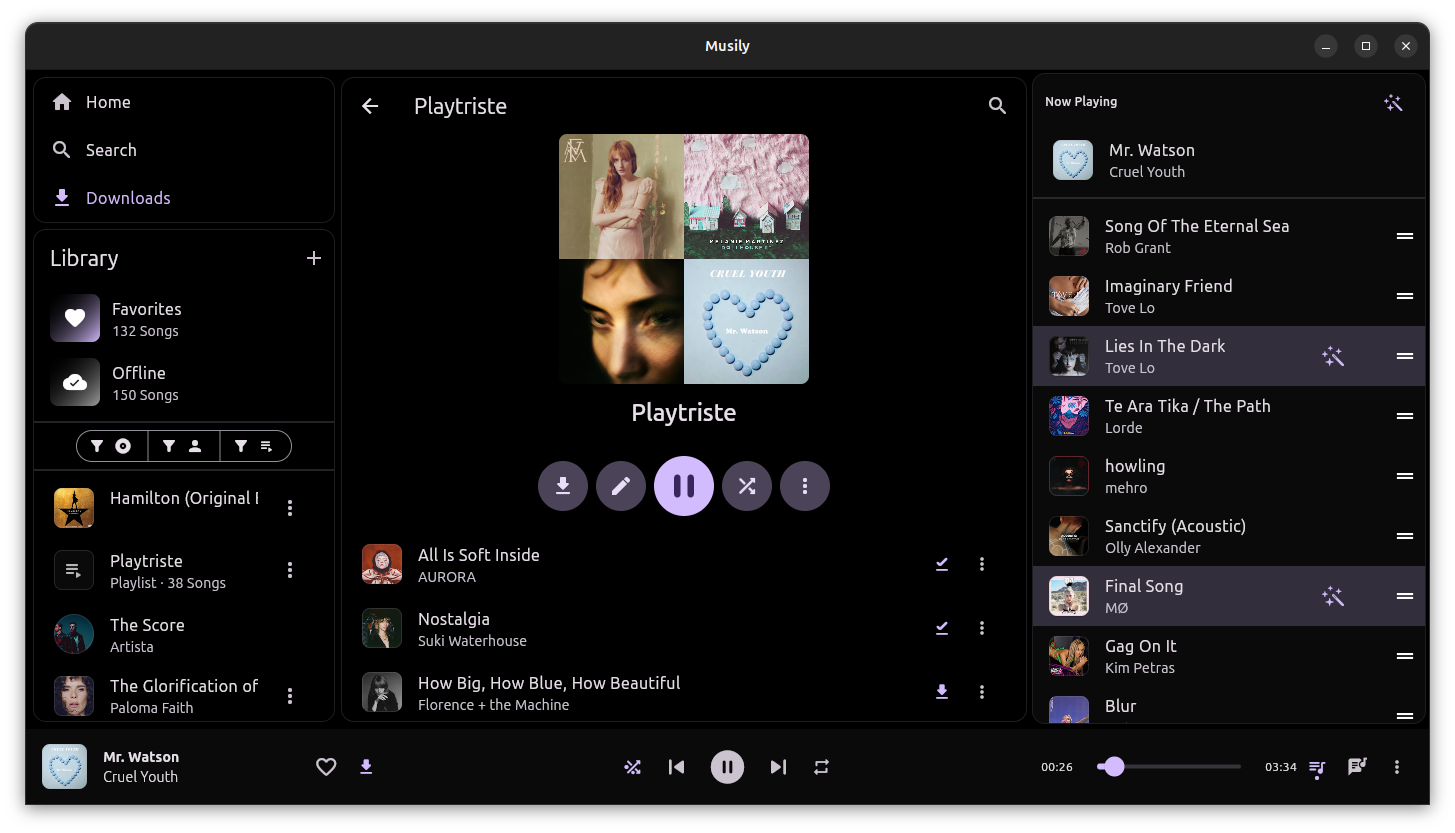 Musily
Home
Search
Downloads
Library
Favorites
132 Songs
Offline
150 Songs
Hamilton (Original
Playtriste
Playlist · 38 Songs
The Score
Artista
The Glorification of
Paloma Faith
Playtriste
MELANIE MARTINEZ
DOLLHOUSE
CRUEL YOUTH
Mr. Watson
Playtriste
All Is Soft Inside
AURORA
Nostalgia
Suki Waterhouse
How Big, How Blue, How Beautiful
Florence + the Machine
Now Playing
Mr. Watson
Cruel Youth
Song Of The Eternal Sea
Rob Grant
Imaginary Friend
Tove Lo
Lies In The Dark
Tove Lo
Te Ara Tika / The Path
Lorde
howling
mehro
Sanctify (Acoustic)
Olly Alexander
Final Song
MØ
Gag On It
Kim Petras
Blur
Mr. Watson
Cruel Youth
00:26
03:34